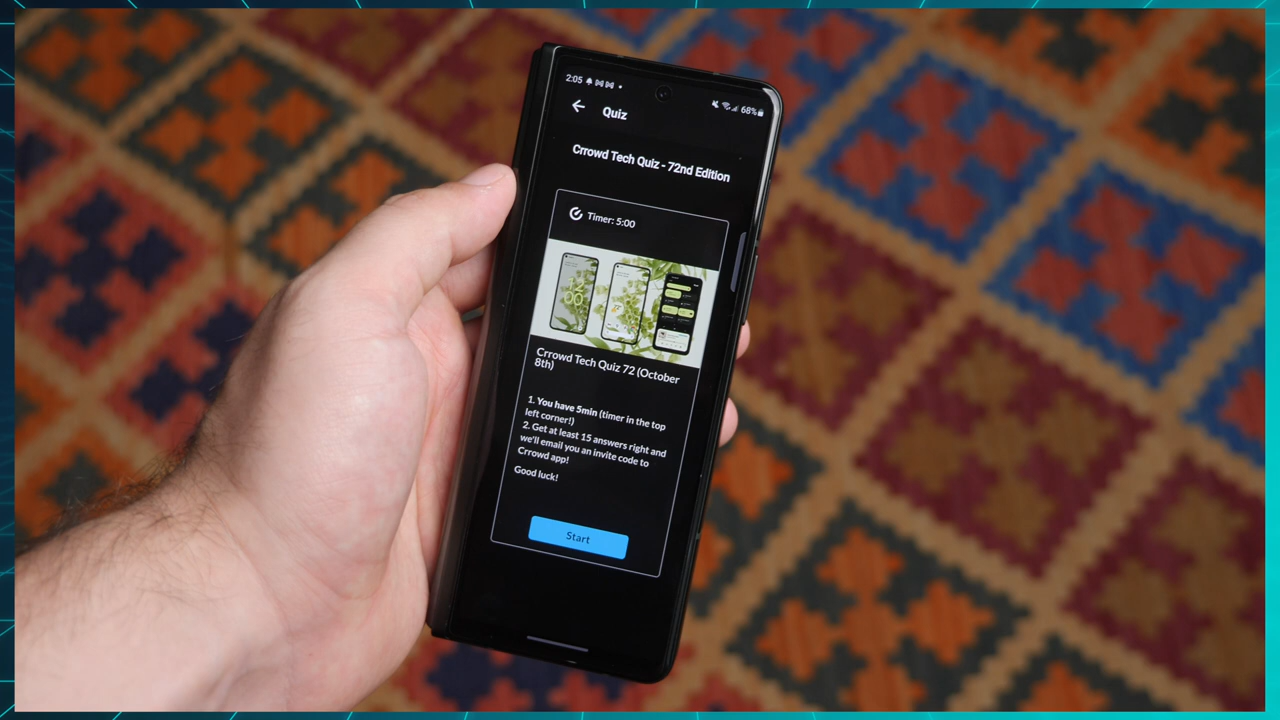 2:05
68%
Quiz
Crrowd Tech Quiz - 72nd Edition
Timer: 5:00
Crrowd Tech Quiz 72 (October
8th)
1. You have 5min (timer in the top
left corner!)
2. Get at least 15 answers right and
we'll email you an invite code to
Crrowd app!
Good luck!
Start